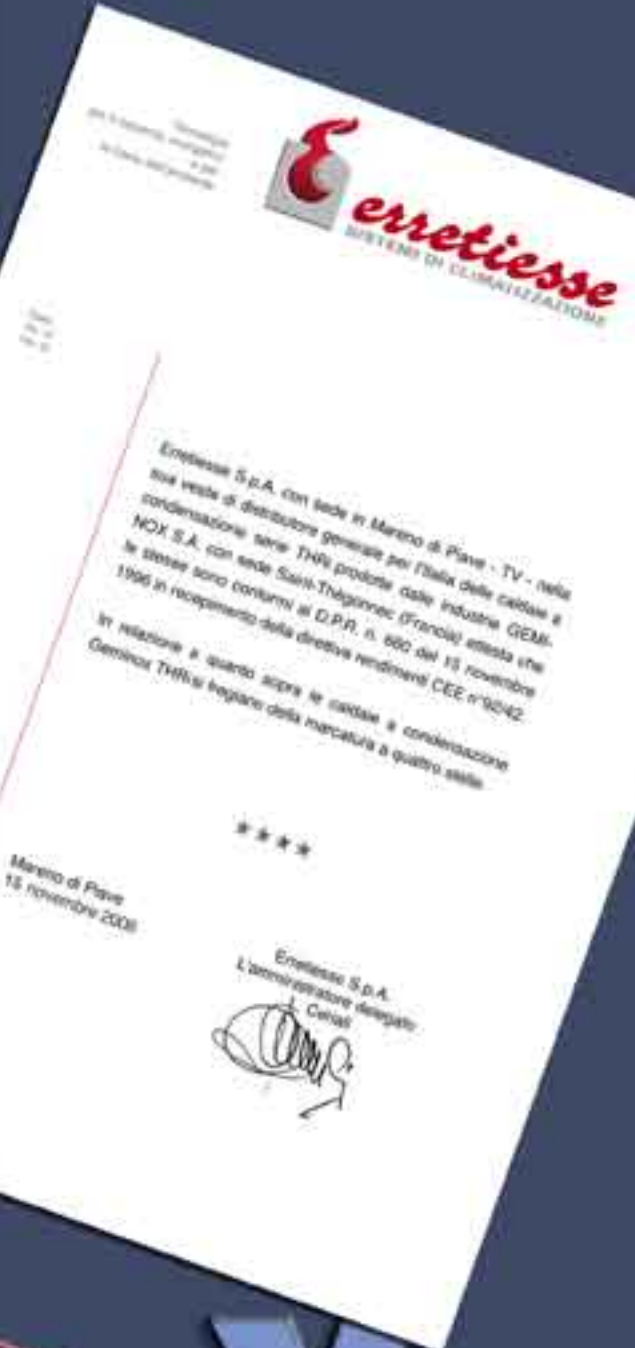 erretiesse
SISTEMI DI CLIMATIZZAZIONE
Erretiesse S.p.A. con sede in Mareno di Piave - TV - nella
sua veste di distributore generale per l'Italia delle caldaie a
condensazione serie THRi prodotte dalle industrie GEMI-
NOX S.A. con sede Saint-Thégonnec (Francia) attesta che
le stesse sono conformi al D.P.R. n. 660 del 15 novembre
1996 in recepimento della direttiva rendimenti CEE n°92/42.
In relazione a quanto sopra le caldaie a condensazione
Geminox THRi si fregiano della marcatura a quattro stelle.
****
Mareno di Piave
novembre
Erretiesse S.p.A.
L'amministratore delegato